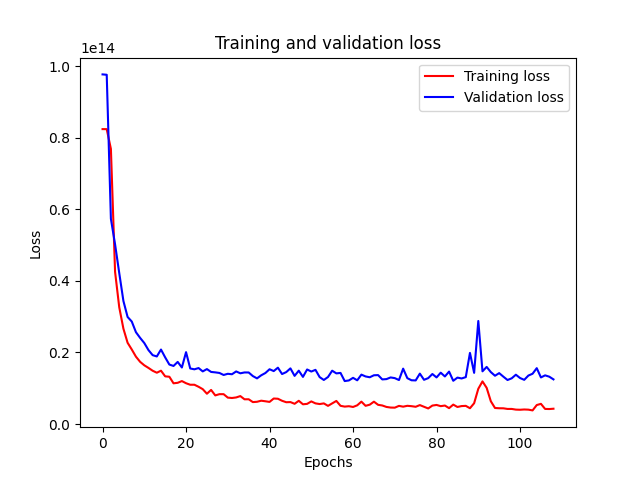 Training and validation loss
1e14
Training loss
Validation loss
1.0
0.8
0.6
0.4
0.2
0.0
Loss
0 20 40 60 80 100
Epochs